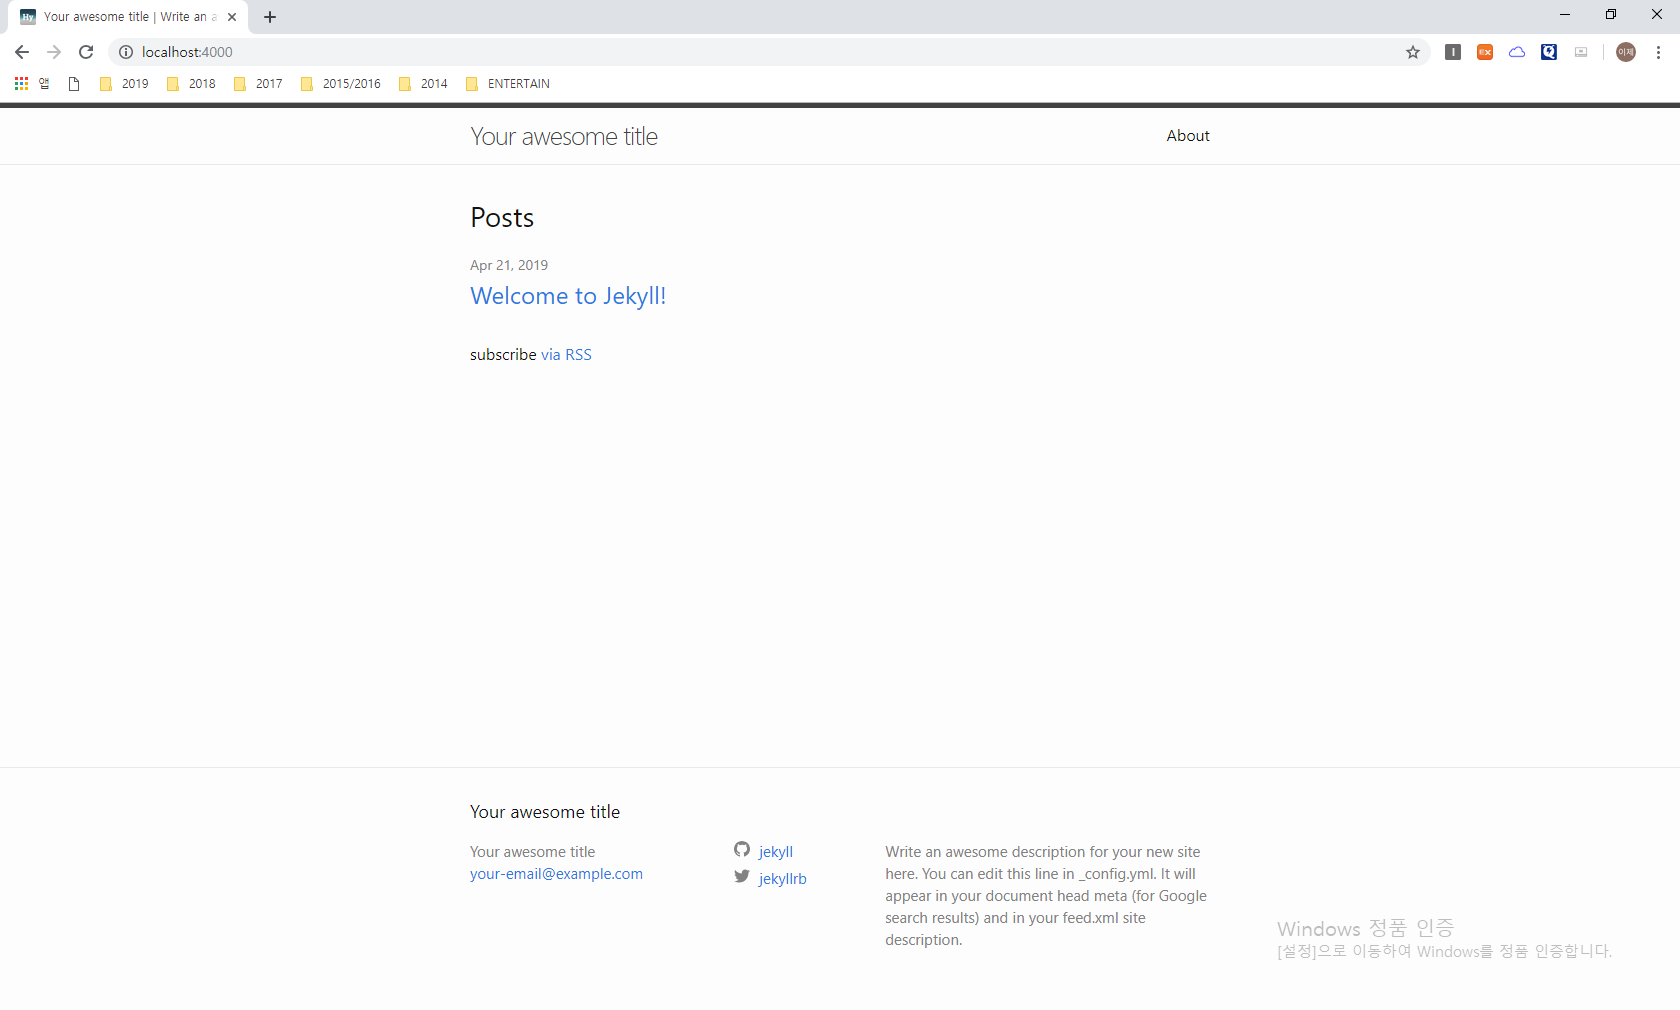 Hy Your awesome title | Write an a
localhost:4000
이제
앱 2019 2018 2017 2015/2016 2014 ENTERTAIN
Your awesome title About
Posts
Apr 21, 2019
Welcome to Jekyll!
subscribe via RSS
Your awesome title
Your awesome title
your-email@example.com
jekyll
jekyllrb
Write an awesome description for your new site
here. You can edit this line in _config.yml. It will
appear in your document head meta (for Google
search results) and in your feed.xml site
description.
Windows 정품 인증
[설정]으로 이동하여 Windows를 정품 인증합니다.